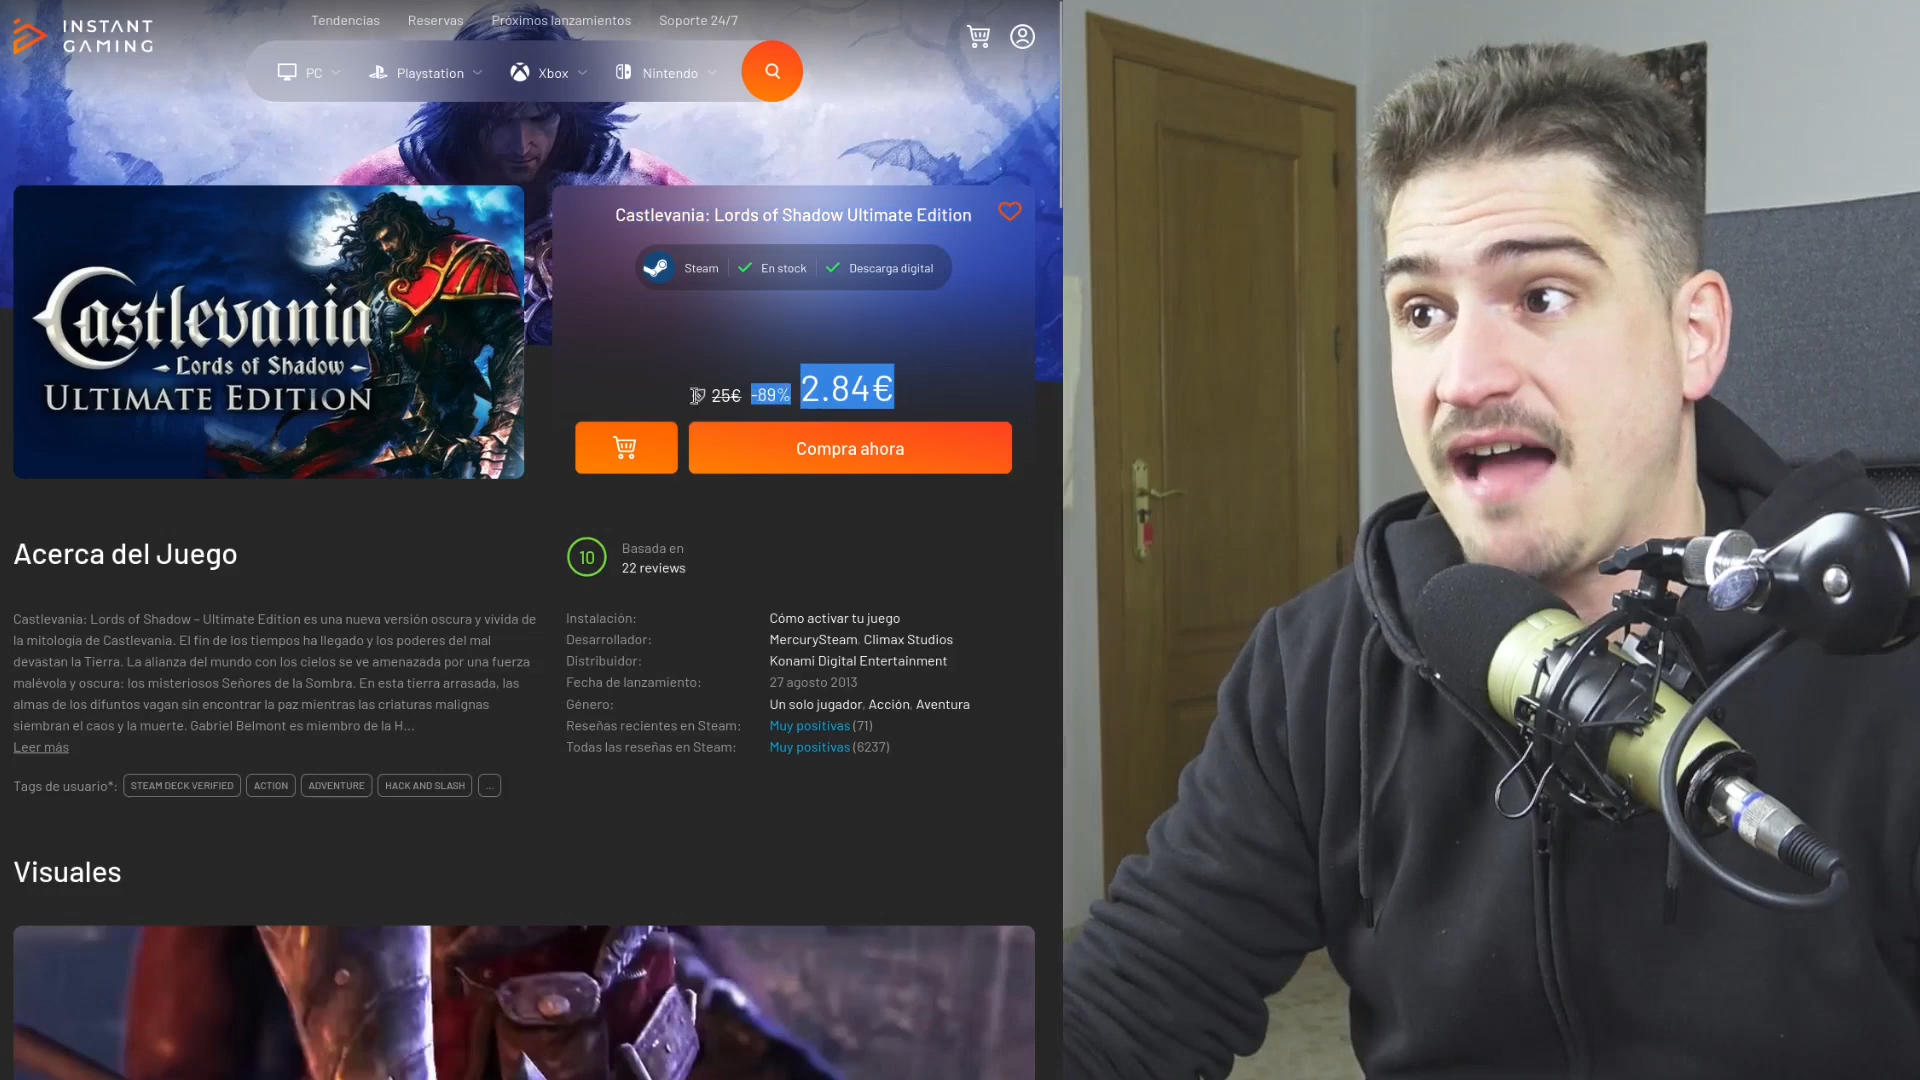 INSTANT
GAMING
Tendencias
Reservas
Próximos lanzamientos
Soporte 24/7
PC
Playstation
Xbox
Nintendo
Castlevania
Lords of Shadow
ULTIMATE EDITION
Castlevania: Lords of Shadow Ultimate Edition
Steam
En stock
Descarga digital
25€
-89%
2.84€
Compra ahora
Acerca del Juego
Castlevania: Lords of Shadow – Ultimate Edition es una nueva versión oscura y vívida de
la mitología de Castlevania. El fin de los tiempos ha llegado y los poderes del mal
devastan la Tierra. La alianza del mundo con los cielos se ve amenazada por una fuerza
malévola y oscura: los misteriosos Señores de la Sombra. En esta tierra arrasada, las
almas de los difuntos vagan sin encontrar la paz mientras las criaturas malignas
siembran el caos y la muerte. Gabriel Belmont es miembro de la H...
Leer más
Tags de usuario*:
STEAM DECK VERIFIED
ACTION
ADVENTURE
HACK AND SLASH
...
10
Basada en
22 reviews
Instalación: Cómo activar tu juego
Desarrollador: MercurySteam, Climax Studios
Distribuidor: Konami Digital Entertainment
Fecha de lanzamiento: 27 agosto 2013
Género: Un solo jugador, Acción, Aventura
Reseñas recientes en Steam: Muy positivas (71)
Todas las reseñas en Steam: Muy positivas (6237)
Visuales